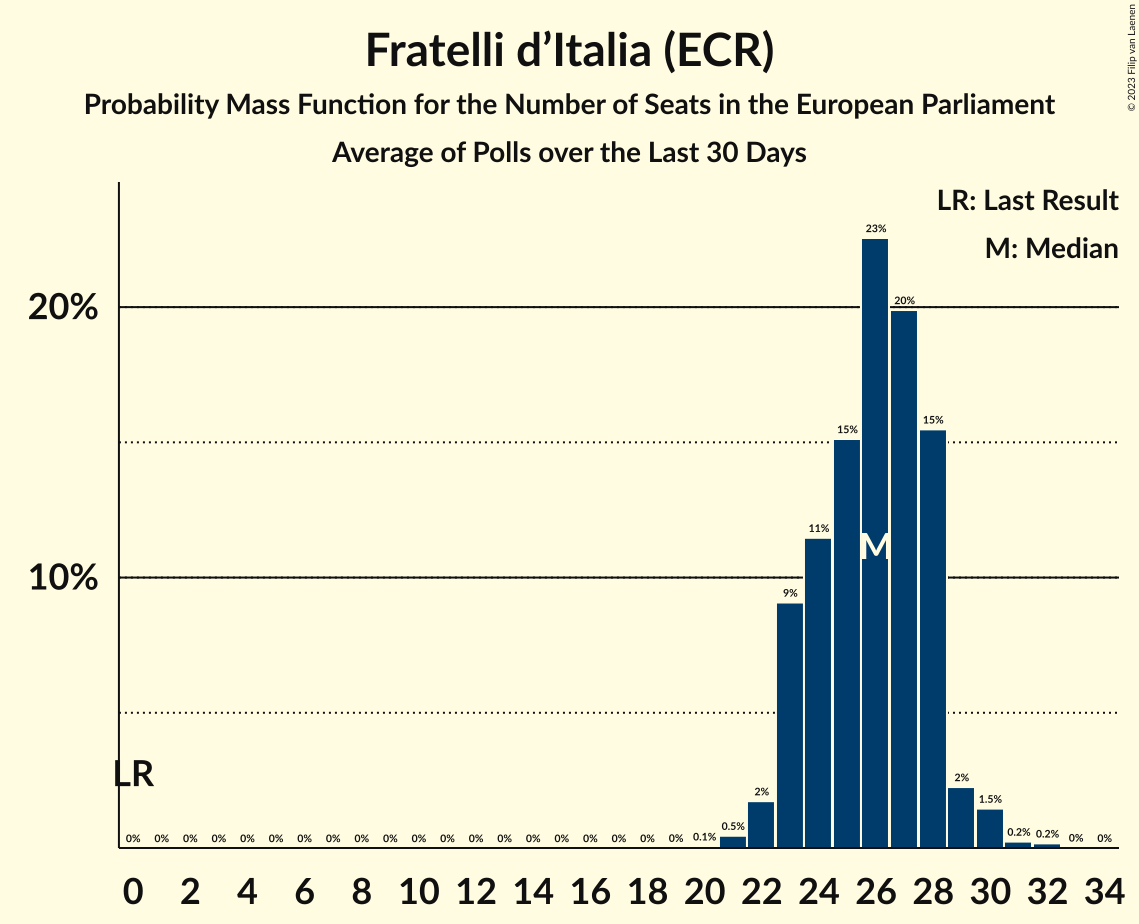 Fratelli d’Italia (ECR)
Probability Mass Function for the Number of Seats in the European Parliament
Average of Polls over the Last 30 Days
© 2023 Filip van Laenen
LR: Last Result
M: Median
20%
10%
LR
M
0% 0% 0% 0% 0% 0% 0% 0% 0% 0% 0% 0% 0% 0% 0% 0% 0% 0% 0% 0% 0.1% 0.5% 2% 9% 11% 15% 23% 20% 15% 2% 1.5% 0.2% 0.2% 0% 0%
0 2 4 6 8 10 12 14 16 18 20 22 24 26 28 30 32 34